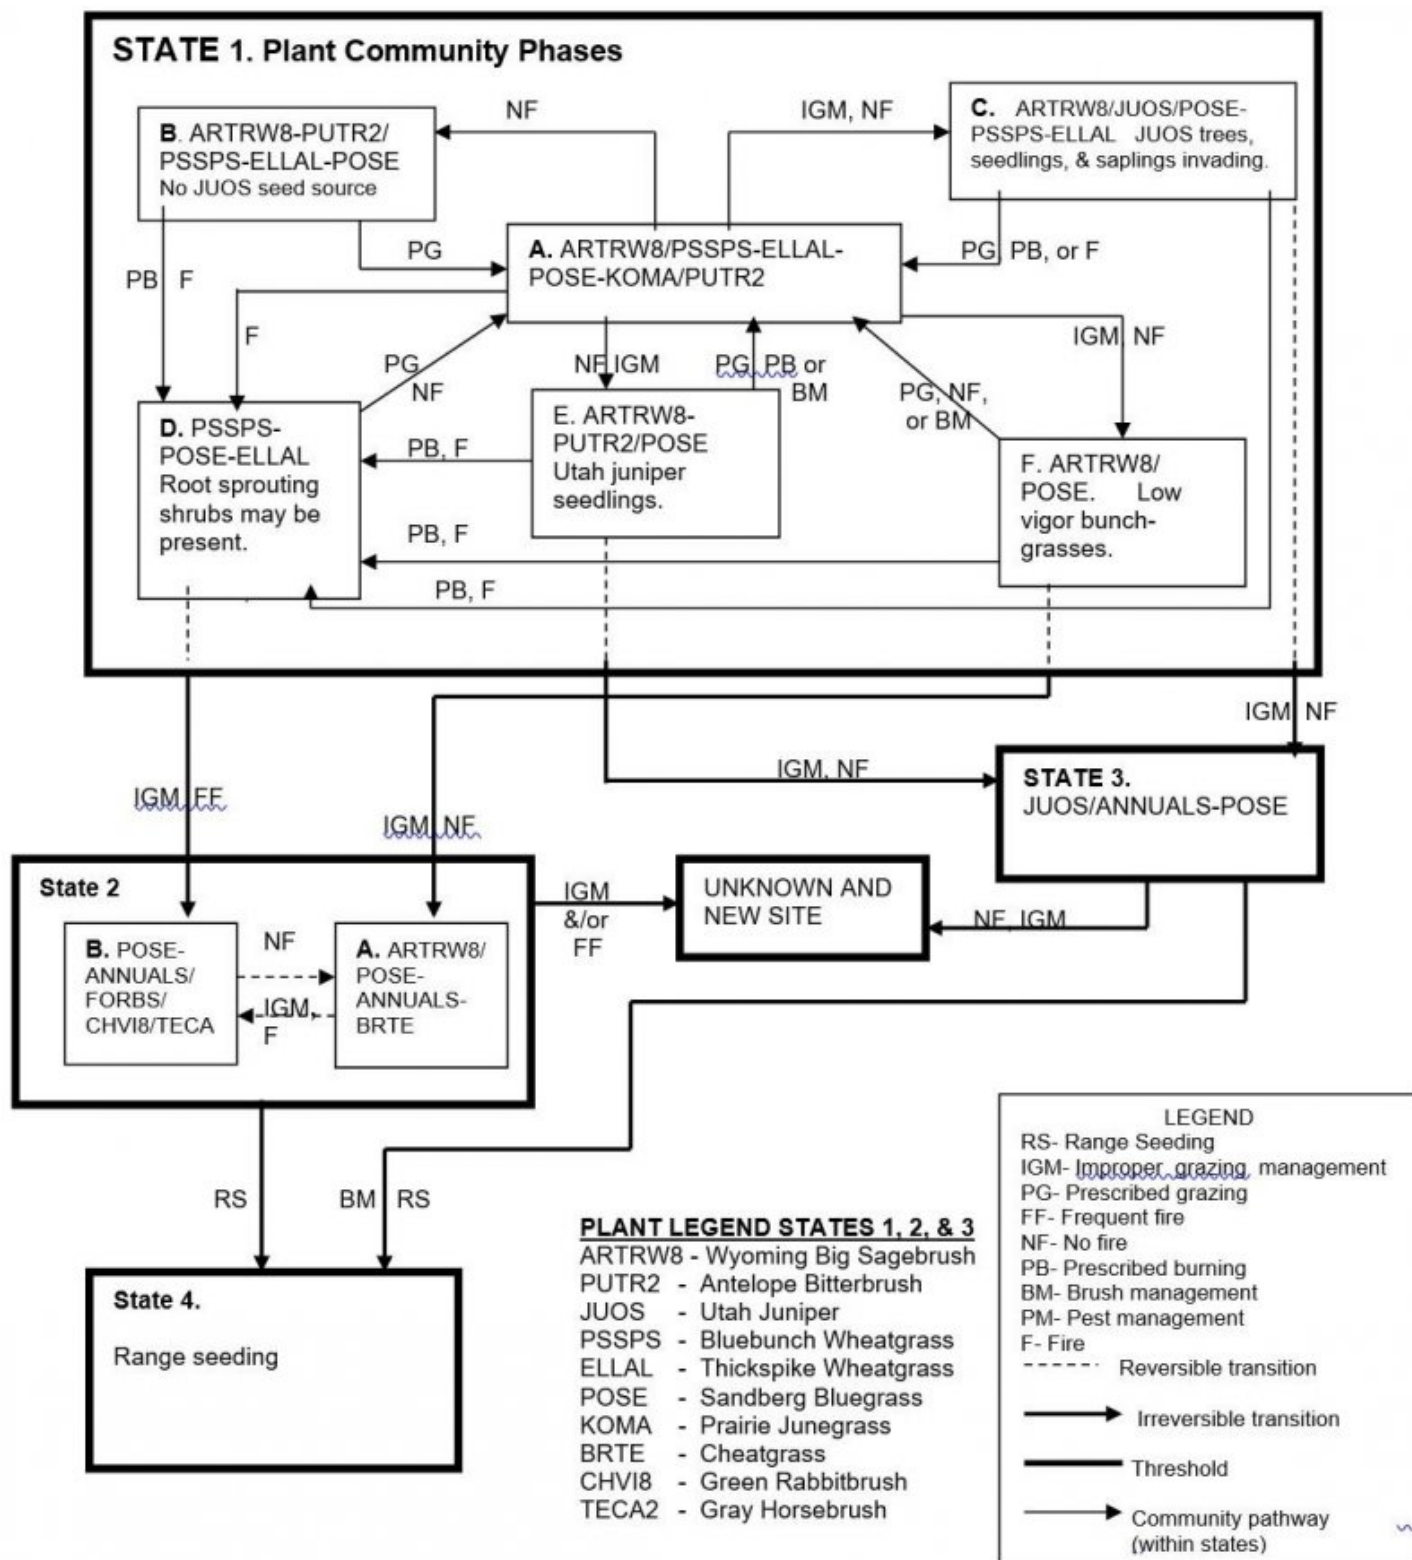 STATE 1. Plant Community Phases
NF
IGM, NF
B. ARTRW8-PUTR2/
PSSPS-ELLAL-POSE
No JUOS seed source
C. ARTRW8/JUOS/POSE-
PSSPS-ELLAL JUOS trees,
seedlings, & saplings invading.
PG
A. ARTRW8/PSSPS-ELLAL-
POSE-KOMA/PUTR2
PG, PB, or F
PB F
F
PG
NF
NF, IGM
PG, PB or
BM
PG, NF,
or BM
IGM, NF
D. PSSPS-
POSE-ELLAL
Root sprouting
shrubs may be
present.
PB, F
E. ARTRW8-
PUTR2/POSE
Utah juniper
seedlings.
F. ARTRW8/
POSE. Low
vigor bunch-
grasses.
PB, F
PB, F
IGM, NF
IGM, FF
IGM, NF
IGM, NF
STATE 3.
JUOS/ANNUALS-POSE
State 2
IGM
&/or
FF
UNKNOWN AND
NEW SITE
NF, IGM
B. POSE-
ANNUALS/
FORBS/
CHVI8/TECA
NF
IGM,
F
A. ARTRW8/
POSE-
ANNUALS-
BRTE
RS
BM RS
State 4.
Range seeding
PLANT LEGEND STATES 1, 2, & 3
ARTRW8 - Wyoming Big Sagebrush
PUTR2 - Antelope Bitterbrush
JUOS - Utah Juniper
PSSPS - Bluebunch Wheatgrass
ELLAL - Thickspike Wheatgrass
POSE - Sandberg Bluegrass
KOMA - Prairie Junegrass
BRTE - Cheatgrass
CHVI8 - Green Rabbitbrush
TECA2 - Gray Horsebrush
LEGEND
RS- Range Seeding
IGM- Improper grazing management
PG- Prescribed grazing
FF- Frequent fire
NF- No fire
PB- Prescribed burning
BM- Brush management
PM- Pest management
F- Fire
Reversible transition
Irreversible transition
Threshold
Community pathway
(within states)